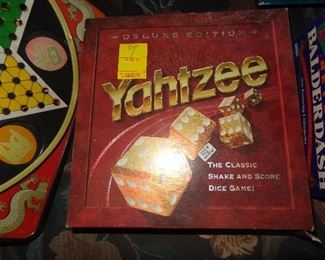 DELUXE EDITION
Yahtzee
THE CLASSIC
SHAKE AND SCORE
DICE GAME!
BALDERDASH